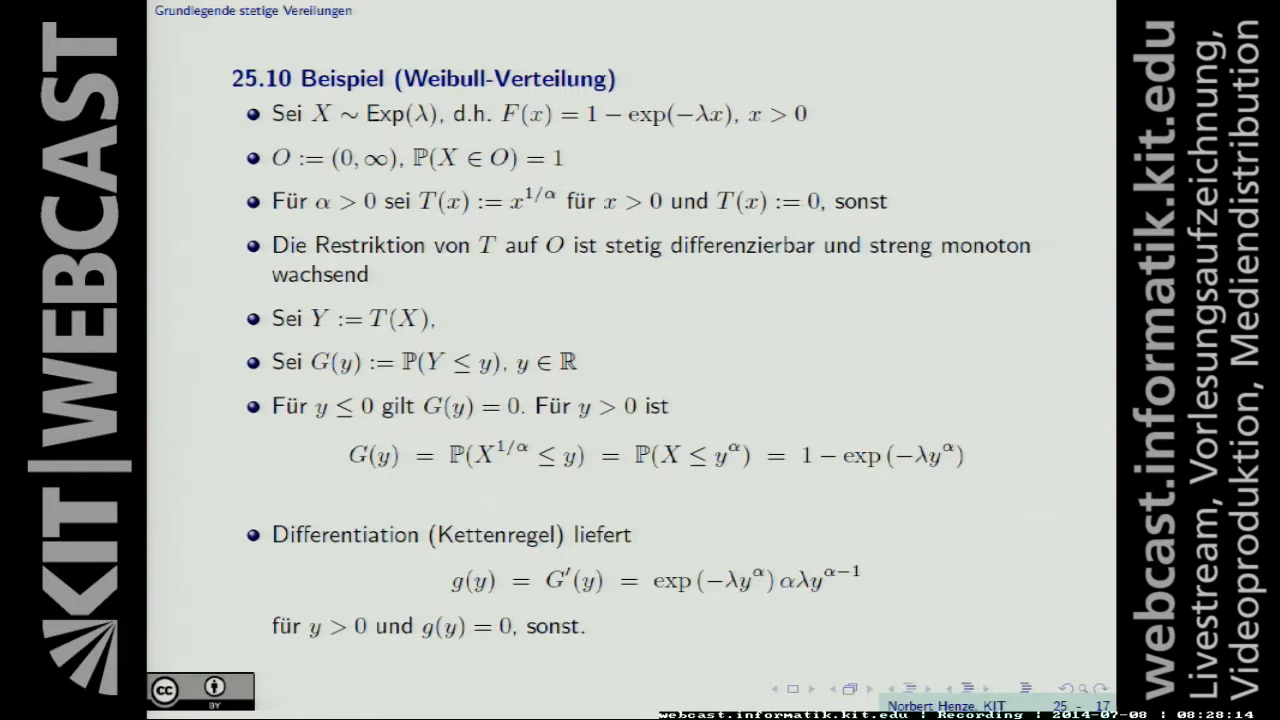 Grundlegende stetige Vereilungen
25.10 Beispiel (Weibull-Verteilung)
Sei X ∼ Exp(λ), d.h. F(x) = 1 − exp(−λx), x > 0
O := (0, ∞), ℙ(X ∈ O) = 1
Für α > 0 sei T(x) := x^{1/α} für x > 0 und T(x) := 0, sonst
Die Restriktion von T auf O ist stetig differenzierbar und streng monoton
wachsend
Sei Y := T(X),
Sei G(y) := ℙ(Y ≤ y), y ∈ ℝ
Für y ≤ 0 gilt G(y) = 0. Für y > 0 ist
G(y) = ℙ(X^{1/α} ≤ y) = ℙ(X ≤ y^α) = 1 − exp (−λy^α)
Differentiation (Kettenregel) liefert
g(y) = G′(y) = exp (−λy^α) αλy^{α−1}
für y > 0 und g(y) = 0, sonst.
cc BY
Norbert Henze, KIT 25 - 17
webcast.informatik.kit.edu | Recording : 2014-07-08 | 08:28:14
KIT | WEBCAST
webcast.informatik.kit.edu
Livestream, Vorlesungsaufzeichnung,
Videoproduktion, Mediendistribution